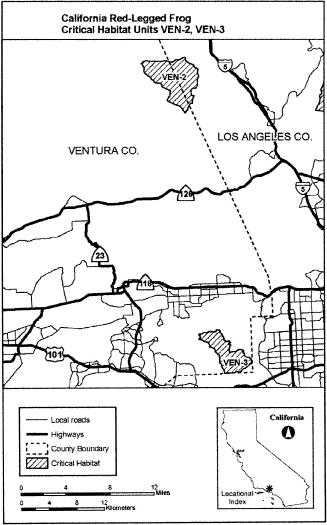 California Red-Legged Frog
Critical Habitat Units VEN-2, VEN-3
VEN-2
5
LOS ANGELES CO.
VENTURA CO.
126
5
23
118
101
VEN-3
Local roads
Highways
County Boundary
Critical Habitat
California
Locational
Index
0 2 4 8 12
Miles
0 2 4 8 12
Kilometers